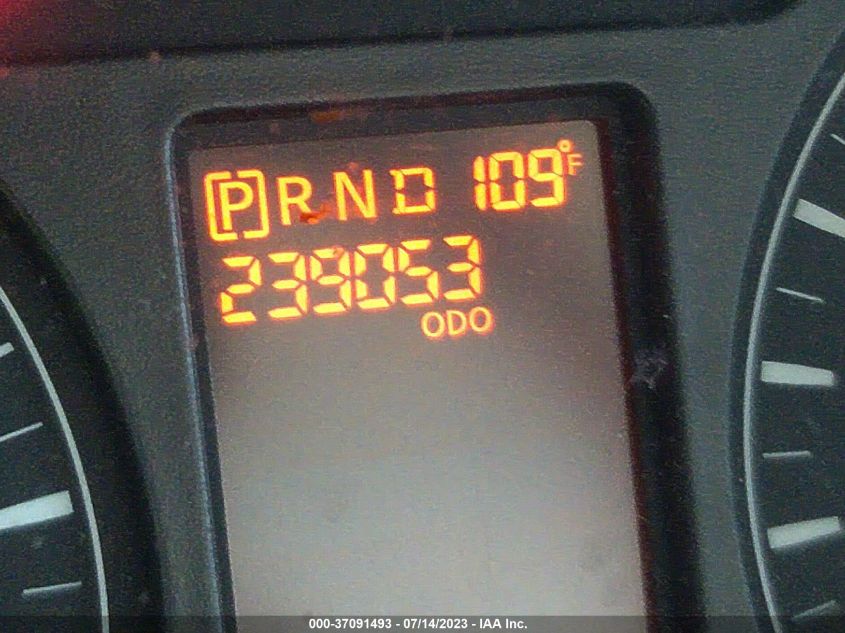 [P] R N D 109°F
239053
ODO
000-37091493 - 07/14/2023 - IAA Inc.